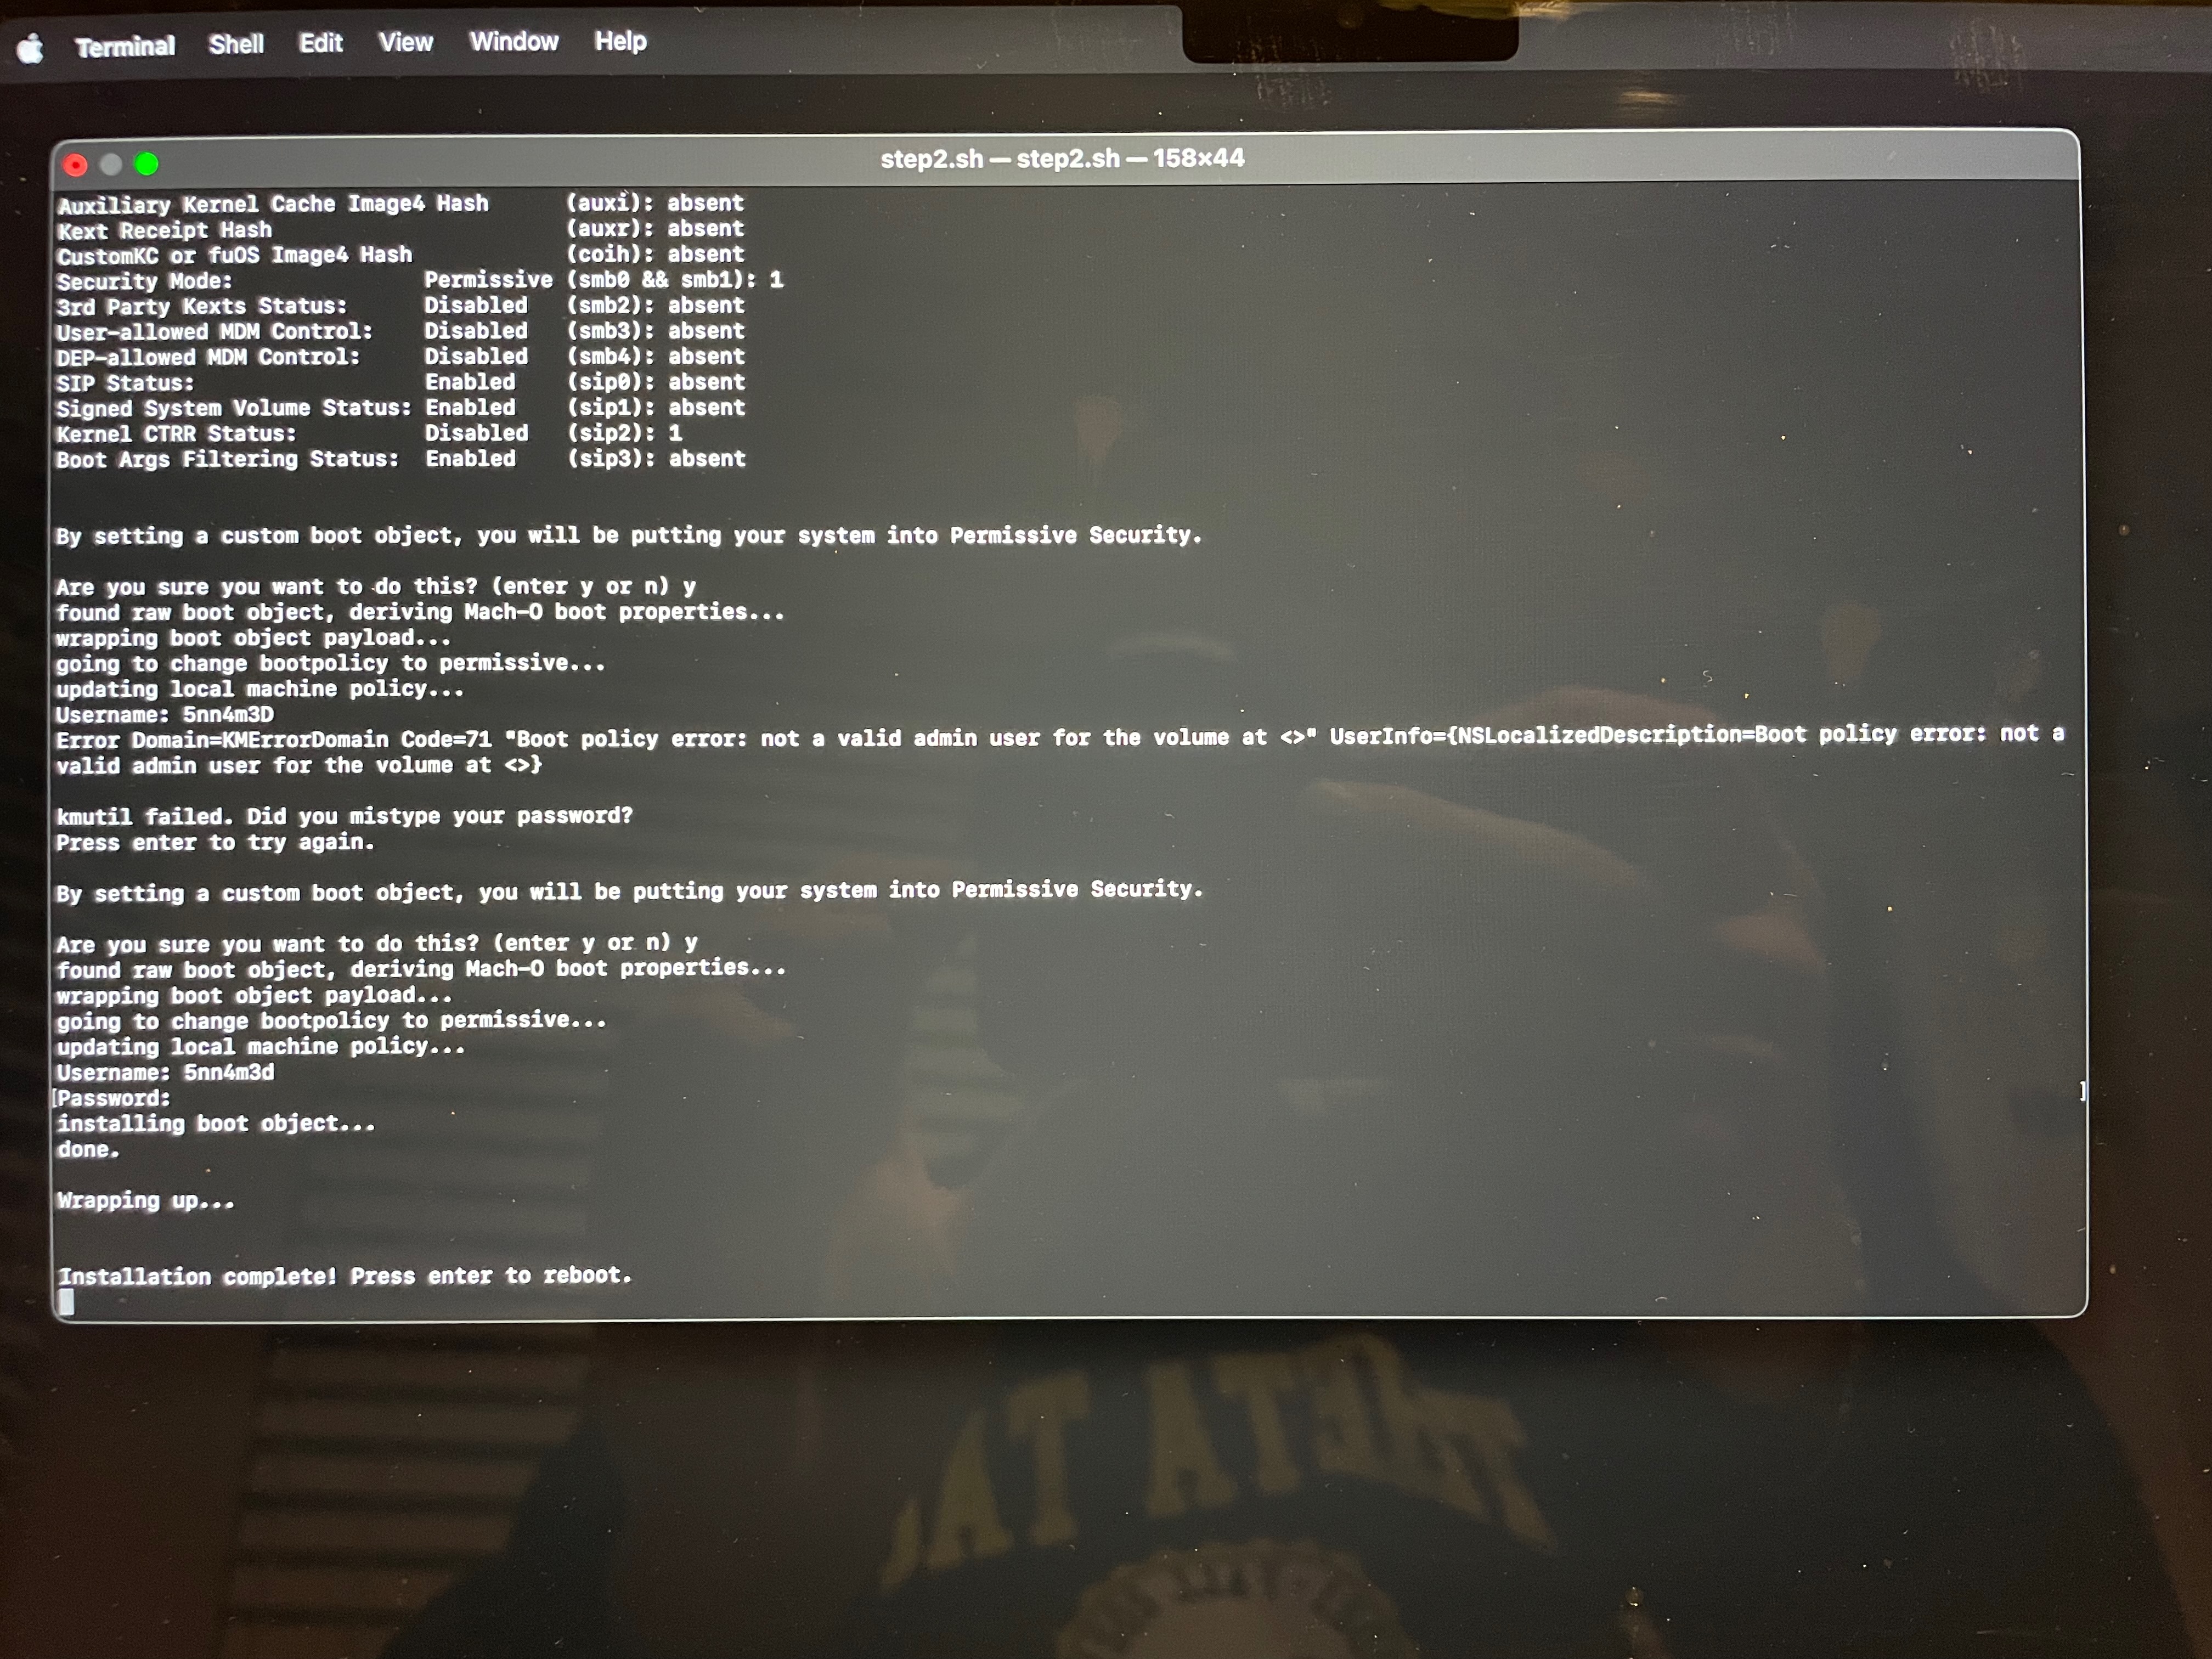 Terminal Shell Edit View Window Help
step2.sh — step2.sh — 158×44
Auxiliary Kernel Cache Image4 Hash (auxi): absent
Kext Receipt Hash (auxr): absent
CustomKC or fuOS Image4 Hash (coih): absent
Security Mode: Permissive (smb0 && smb1): 1
3rd Party Kexts Status: Disabled (smb2): absent
User-allowed MDM Control: Disabled (smb3): absent
DEP-allowed MDM Control: Disabled (smb4): absent
SIP Status: Enabled (sip0): absent
Signed System Volume Status: Enabled (sip1): absent
Kernel CTRR Status: Disabled (sip2): 1
Boot Args Filtering Status: Enabled (sip3): absent
By setting a custom boot object, you will be putting your system into Permissive Security.
Are you sure you want to do this? (enter y or n) y
found raw boot object, deriving Mach-O boot properties...
wrapping boot object payload...
going to change bootpolicy to permissive...
updating local machine policy...
Username: 5nn4m3D
Error Domain=KMErrorDomain Code=71 "Boot policy error: not a valid admin user for the volume at <>" UserInfo={NSLocalizedDescription=Boot policy error: not a
valid admin user for the volume at <>}
kmutil failed. Did you mistype your password?
Press enter to try again.
By setting a custom boot object, you will be putting your system into Permissive Security.
Are you sure you want to do this? (enter y or n) y
found raw boot object, deriving Mach-O boot properties...
wrapping boot object payload...
going to change bootpolicy to permissive...
updating local machine policy...
Username: 5nn4m3d
[Password: ]
installing boot object...
done.
Wrapping up...
Installation complete! Press enter to reboot.